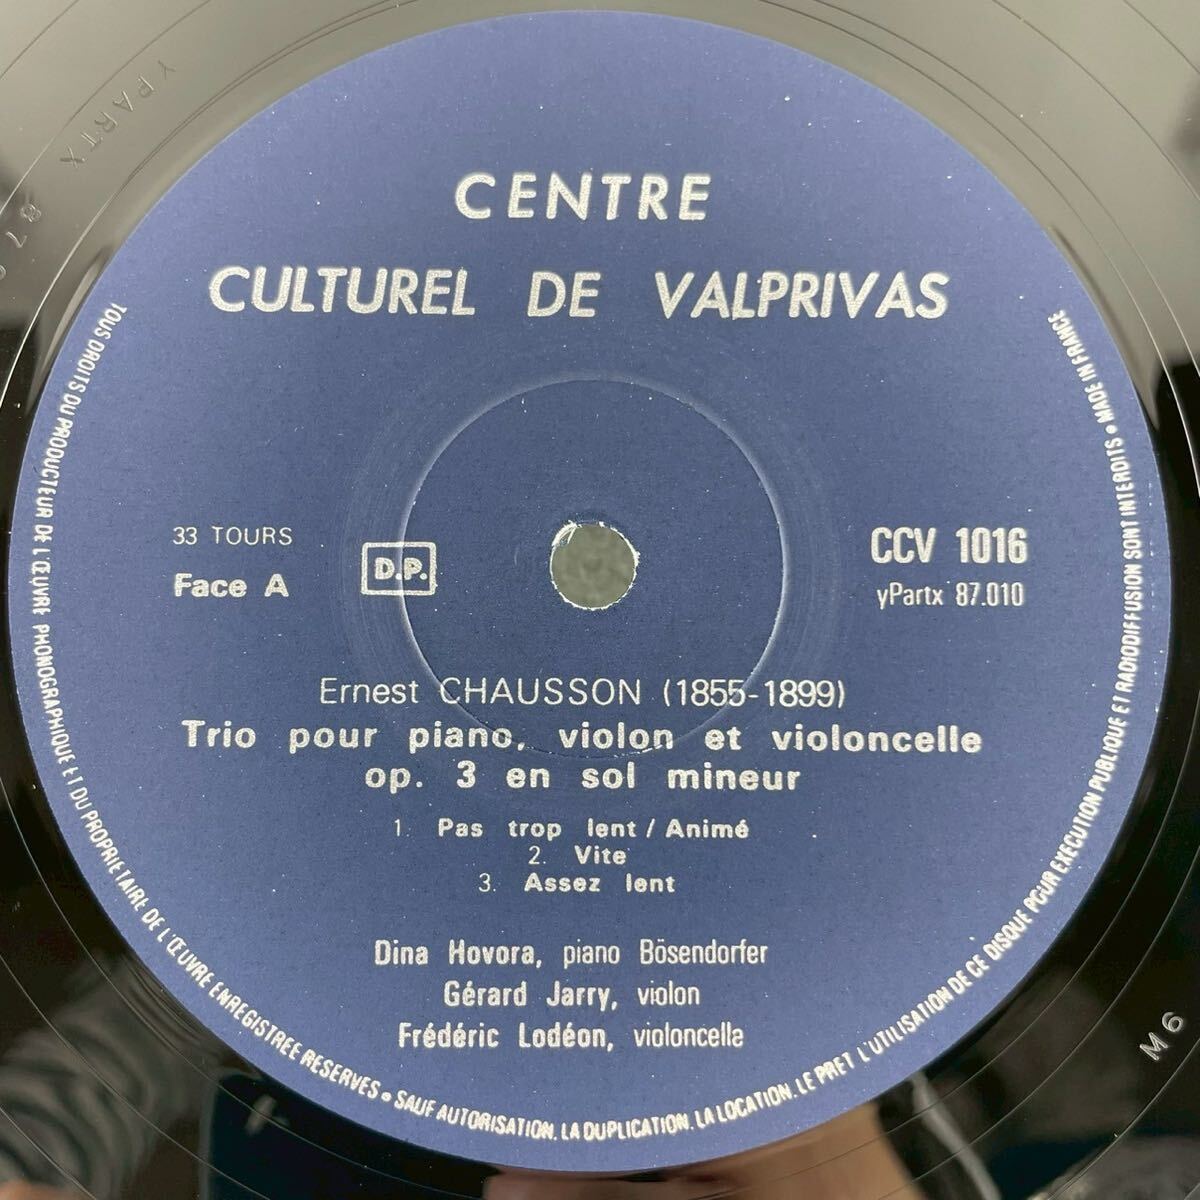 CENTRE
CULTUREL DE VALPRIVAS
33 TOURS
Face A
D.P.
CCV 1016
yPartx 87.010
Ernest CHAUSSON (1855-1899)
Trio pour piano, violon et violoncelle
op. 3 en sol mineur
1. Pas trop lent / Animé
2. Vite
3. Assez lent
Dina Hovora, piano Bösendorfer
Gérard Jarry, violon
Frédéric Lodéon, violoncella
TOUS DROITS DU PRODUCTEUR DE L'ŒUVRE PHONOGRAPHIQUE ET DU PROPRIETAIRE DE L'ŒUVRE ENREGISTREE RESERVES • SAUF AUTORISATION, LA DUPLICATION, LA LOCATION, LE PRET L'UTILISATION DE CE DISQUE POUR EXECUTION PUBLIQUE ET RADIODIFFUSION SONT INTERDITS • MADE IN FRANCE
YPARTX
M6